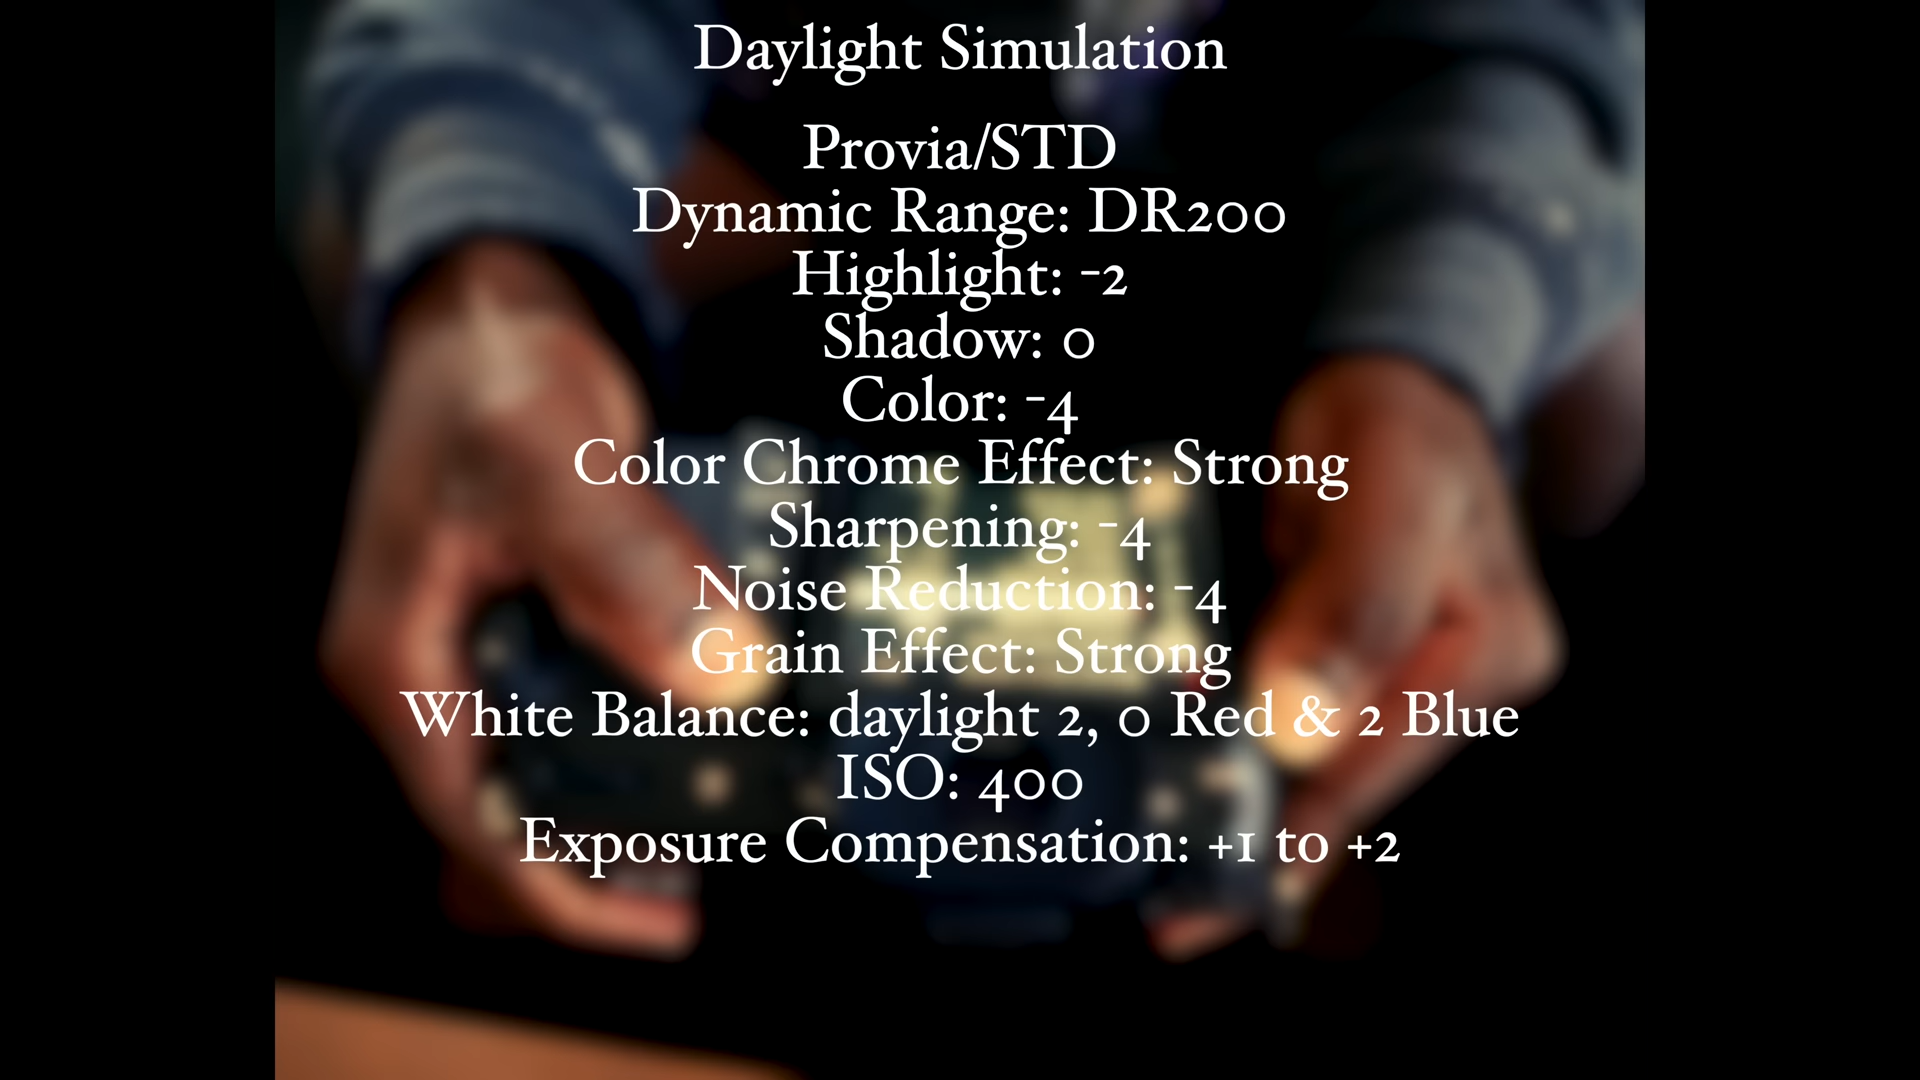 Daylight Simulation
Provia/STD
Dynamic Range: DR200
Highlight: -2
Shadow: 0
Color: -4
Color Chrome Effect: Strong
Sharpening: -4
Noise Reduction: -4
Grain Effect: Strong
White Balance: daylight 2, 0 Red & 2 Blue
ISO: 400
Exposure Compensation: +1 to +2